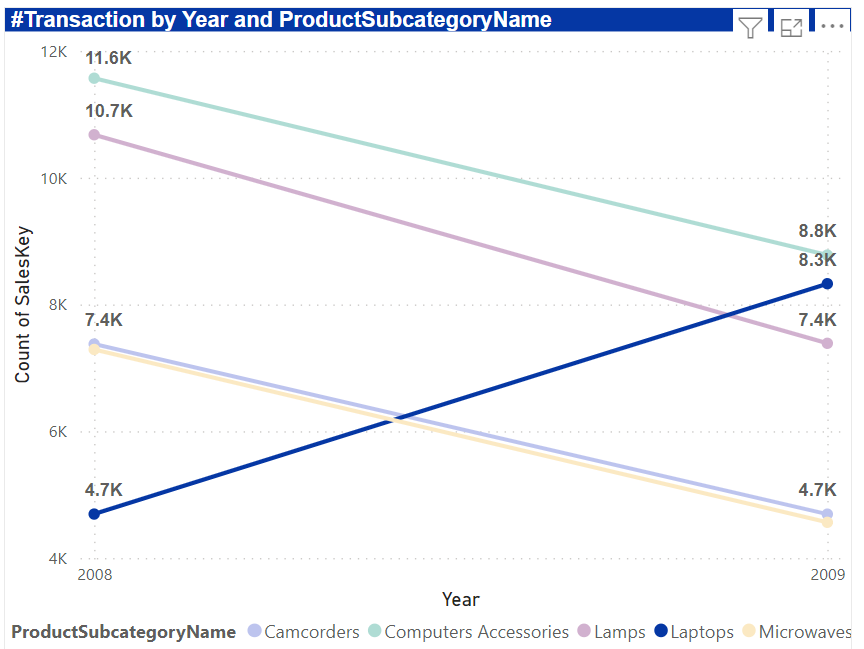 #Transaction by Year and ProductSubcategoryName
12K
11.6K
10.7K
10K
8.8K
8.3K
8K
7.4K
7.4K
6K
4.7K
4.7K
4K
Count of SalesKey
2008
2009
Year
ProductSubcategoryName Camcorders Computers Accessories Lamps Laptops Microwaves